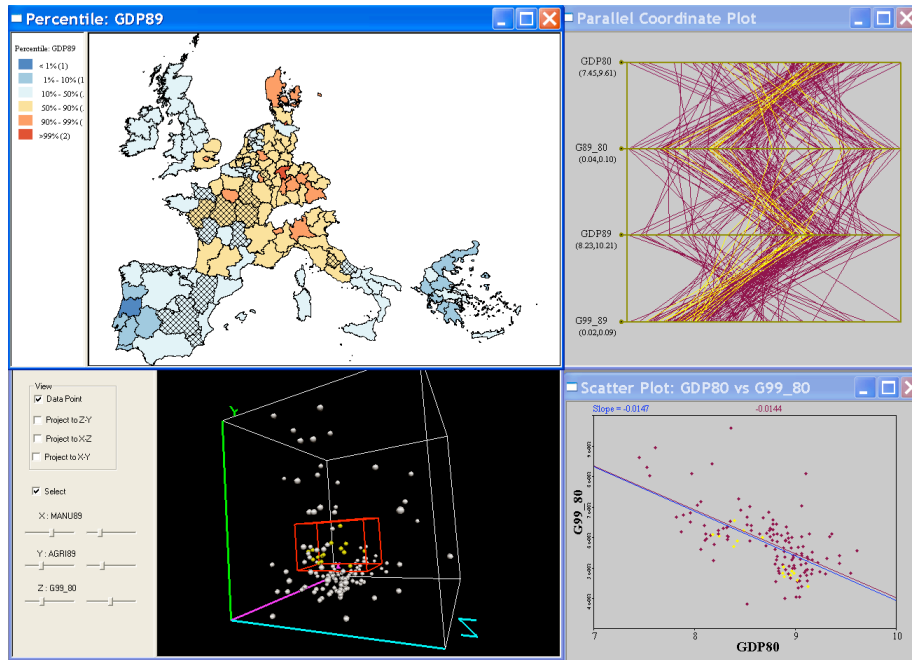 Percentile: GDP89
Percentile: GDP89
< 1% (1)
1% - 10% (1
10% - 50% (
50% - 90% (
90% - 99% (
>99% (2)
Parallel Coordinate Plot
GDP80
(7.45,9.61)
G89_80
(0.04,0.10)
GDP89
(8.23,10.21)
G99_89
(0.02,0.09)
View
Data Point
Project to Z-Y
Project to X-Z
Project to X-Y
Select
X : MANU89
Y : AGRI89
Z : G99_80
Y
Z
Scatter Plot: GDP80 vs G99_80
Slope = -0.0147
-0.0144
G99_80
7
8
9
10
GDP80